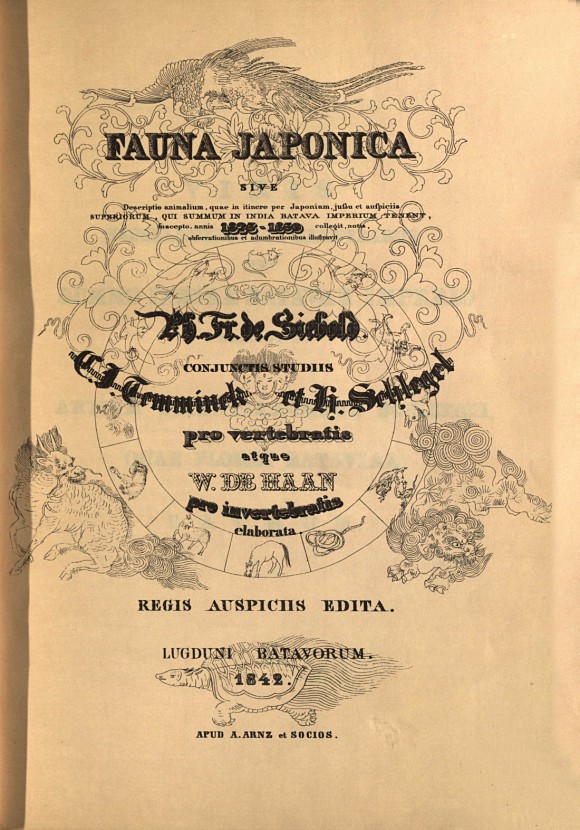 FAUNA JAPONICA
SIVE
Descriptio animalium, quae in itinere per Japoniam, jußu et auspiciis
SUPERIORUM, QUI SUMMUM IN INDIA BATAVA IMPERIUM TENENT,
suscepto, annis 1823-1830 collegit, notis
observationibus et adumbrationibus illustravit
Ph. Fr. de Siebold.
CONJUNCTIS STUDIIS
C. J. Temminck et H. Schlegel
pro vertebratis
atque
W. DE HAAN
pro invertebratis
elaborata.
REGIS AUSPICIIS EDITA.
LUGDUNI BATAVORUM.
1842.
APUD A. ARNZ et SOCIOS.